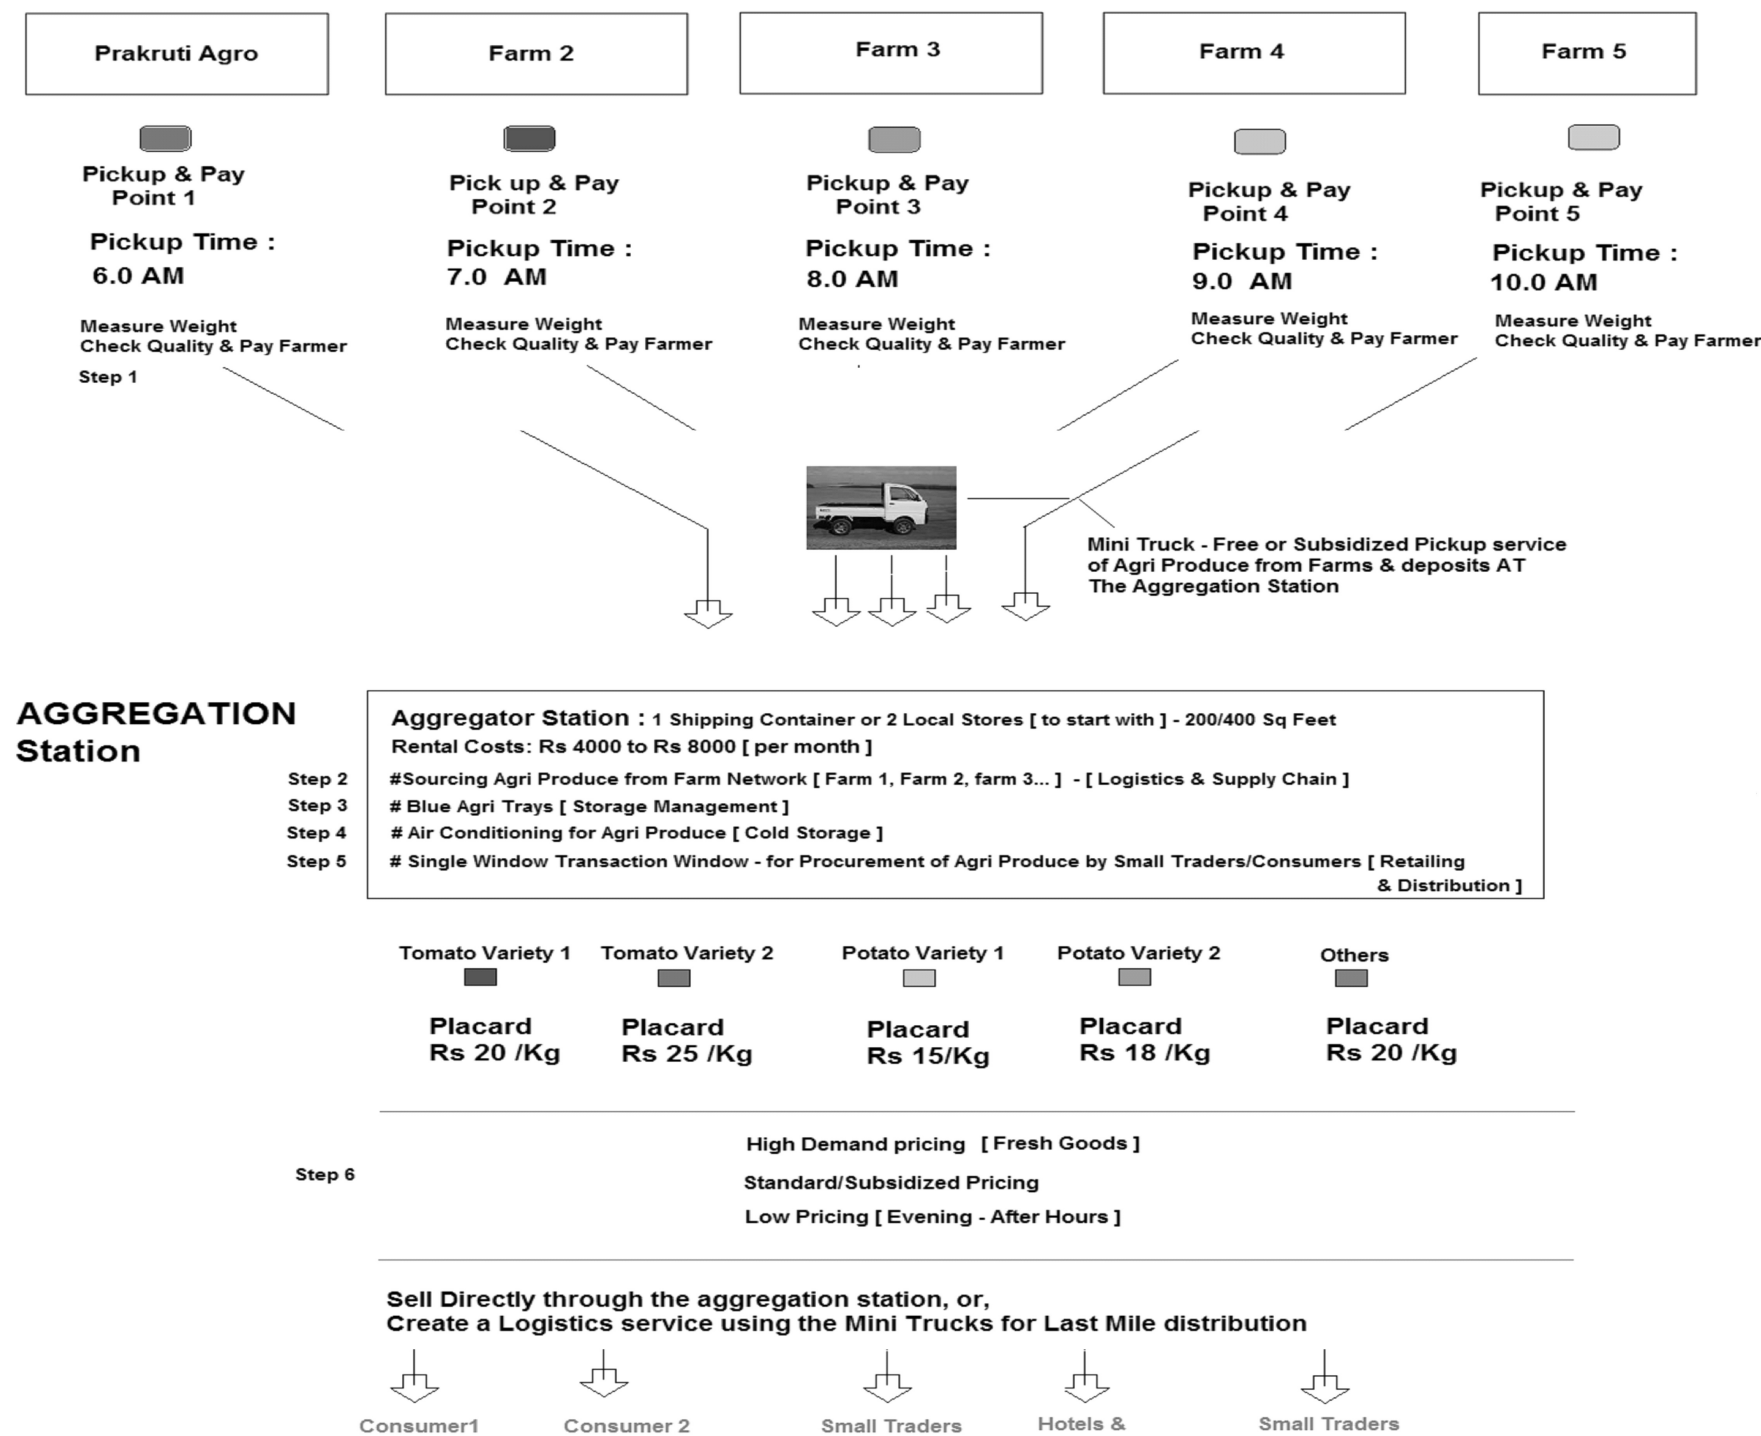 Prakruti Agro
Farm 2
Farm 3
Farm 4
Farm 5
Pickup & Pay
Point 1
Pickup Time :
6.0 AM
Measure Weight
Check Quality & Pay Farmer
Step 1
Pick up & Pay
Point 2
Pickup Time :
7.0 AM
Measure Weight
Check Quality & Pay Farmer
Pickup & Pay
Point 3
Pickup Time :
8.0 AM
Measure Weight
Check Quality & Pay Farmer
Pickup & Pay
Point 4
Pickup Time :
9.0 AM
Measure Weight
Check Quality & Pay Farmer
Pickup & Pay
Point 5
Pickup Time :
10.0 AM
Measure Weight
Check Quality & Pay Farmer
Mini Truck - Free or Subsidized Pickup service
of Agri Produce from Farms & deposits AT
The Aggregation Station
AGGREGATION
Station
Aggregator Station : 1 Shipping Container or 2 Local Stores [ to start with ] - 200/400 Sq Feet
Rental Costs: Rs 4000 to Rs 8000 [ per month ]
Step 2 #Sourcing Agri Produce from Farm Network [ Farm 1, Farm 2, farm 3... ] - [ Logistics & Supply Chain ]
Step 3 # Blue Agri Trays [ Storage Management ]
Step 4 # Air Conditioning for Agri Produce [ Cold Storage ]
Step 5 # Single Window Transaction Window - for Procurement of Agri Produce by Small Traders/Consumers [ Retailing
& Distribution ]
Tomato Variety 1
Placard
Rs 20 /Kg
Tomato Variety 2
Placard
Rs 25 /Kg
Potato Variety 1
Placard
Rs 15/Kg
Potato Variety 2
Placard
Rs 18 /Kg
Others
Placard
Rs 20 /Kg
Step 6
High Demand pricing [ Fresh Goods ]
Standard/Subsidized Pricing
Low Pricing [ Evening - After Hours ]
Sell Directly through the aggregation station, or,
Create a Logistics service using the Mini Trucks for Last Mile distribution
Consumer1
Consumer 2
Small Traders
Hotels &
Small Traders